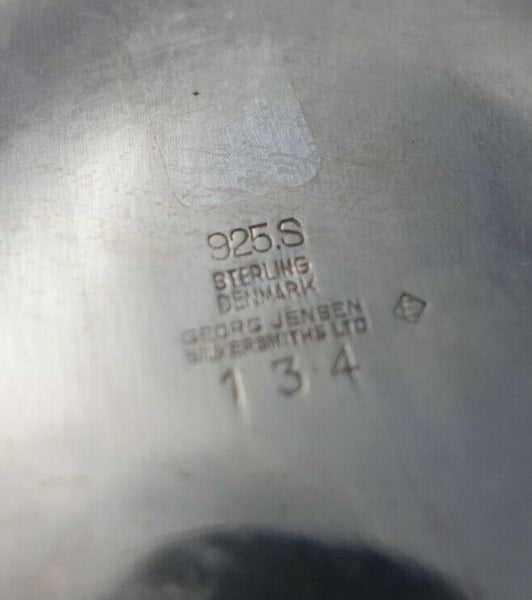 925.S
STERLING
DENMARK
GEORG JENSEN
SILVERSMITHS LTD
134